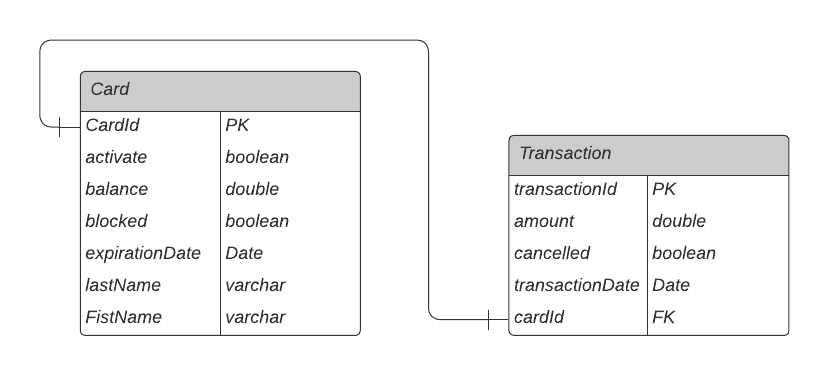 Card
CardId PK
activate boolean
balance double
blocked boolean
expirationDate Date
lastName varchar
FistName varchar
Transaction
transactionId PK
amount double
cancelled boolean
transactionDate Date
cardId FK